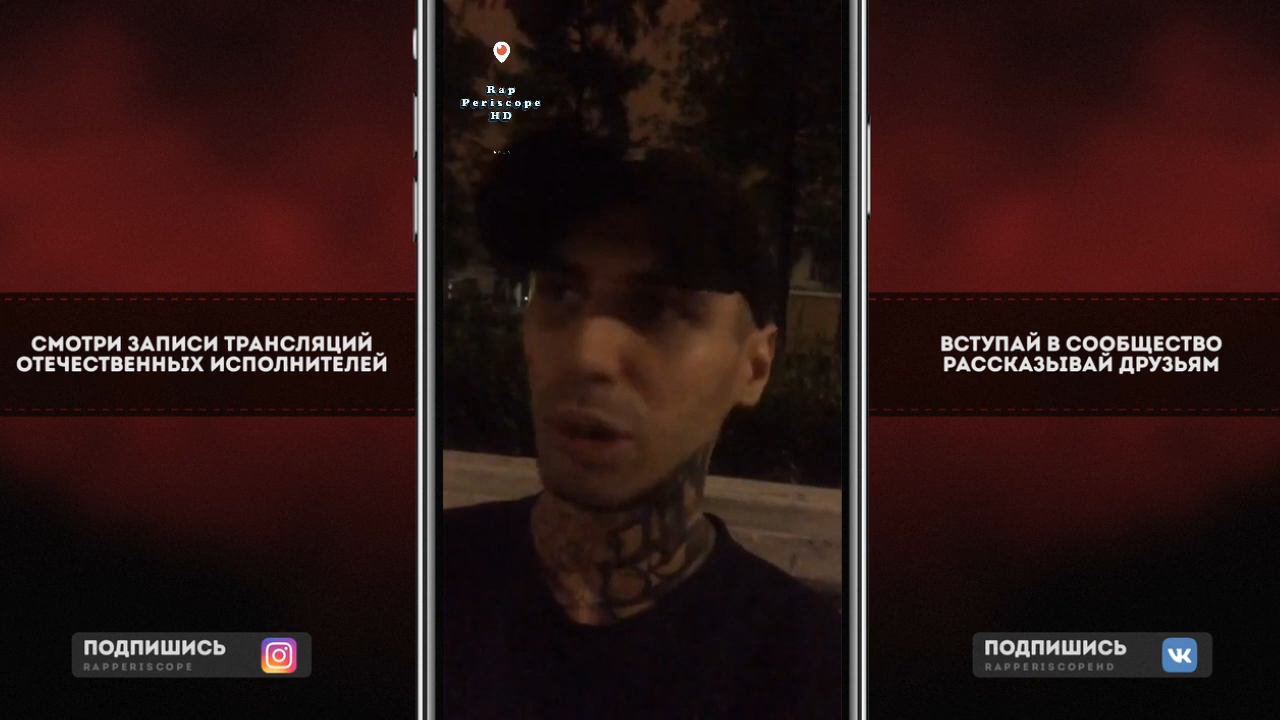 Rap
Periscope
HD
СМОТРИ ЗАПИСИ ТРАНСЛЯЦИЙ
ОТЕЧЕСТВЕННЫХ ИСПОЛНИТЕЛЕЙ
ВСТУПАЙ В СООБЩЕСТВО
РАССКАЗЫВАЙ ДРУЗЬЯМ
ПОДПИШИСЬ
RAPPERISCOPE
ПОДПИШИСЬ
RAPPERISCOPEHD